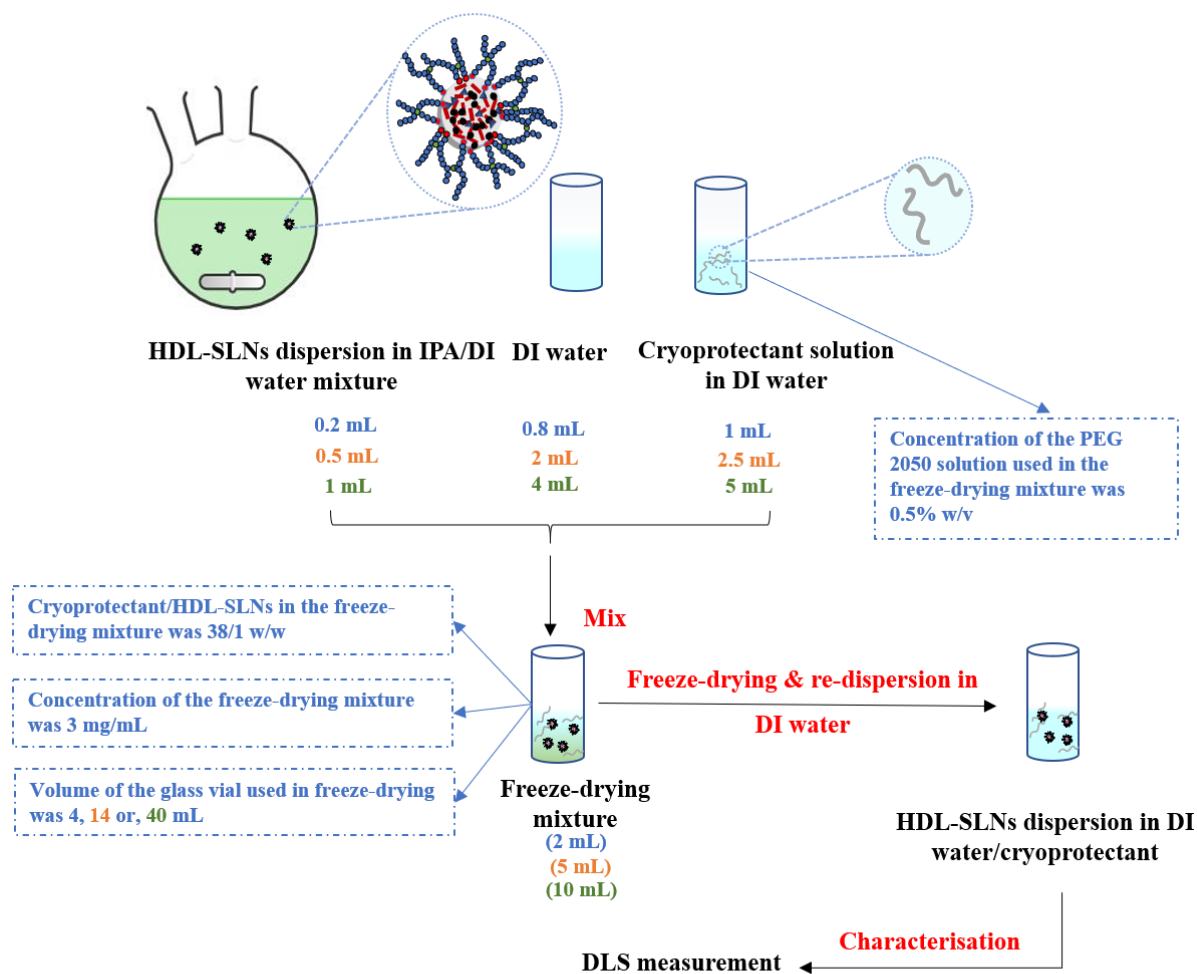 HDL-SLNs dispersion in IPA/DI
water mixture
DI water
Cryoprotectant solution
in DI water
0.2 mL
0.5 mL
1 mL
0.8 mL
2 mL
4 mL
1 mL
2.5 mL
5 mL
Concentration of the PEG
2050 solution used in the
freeze-drying mixture was
0.5% w/v
Cryoprotectant/HDL-SLNs in the freeze-
drying mixture was 38/1 w/w
Concentration of the freeze-drying mixture
was 3 mg/mL
Volume of the glass vial used in freeze-drying
was 4, 14 or, 40 mL
Mix
Freeze-drying
mixture
(2 mL)
(5 mL)
(10 mL)
Freeze-drying & re-dispersion in
DI water
HDL-SLNs dispersion in DI
water/cryoprotectant
Characterisation
DLS measurement